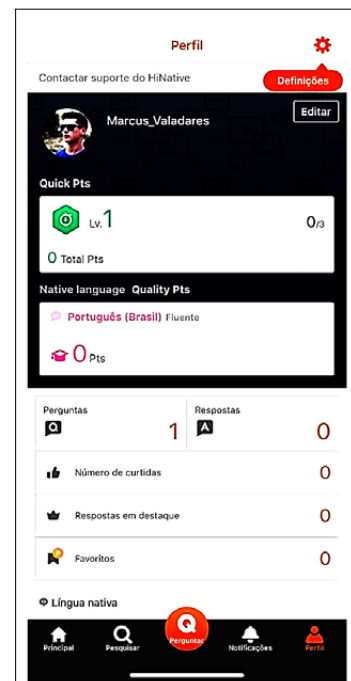 Perfil
Contactar suporte do HiNative
Definições
Marcus_Valadares
Editar
Quick Pts
Lv.1
0/3
0 Total Pts
Native language Quality Pts
Português (Brasil) Fluente
0 Pts
Perguntas
Q
1
Respostas
A
0
Número de curtidas
0
Respostas em destaque
0
Favoritos
0
Língua nativa
Principal
Pesquisar
Q
Perguntar
Notificações
Perfil